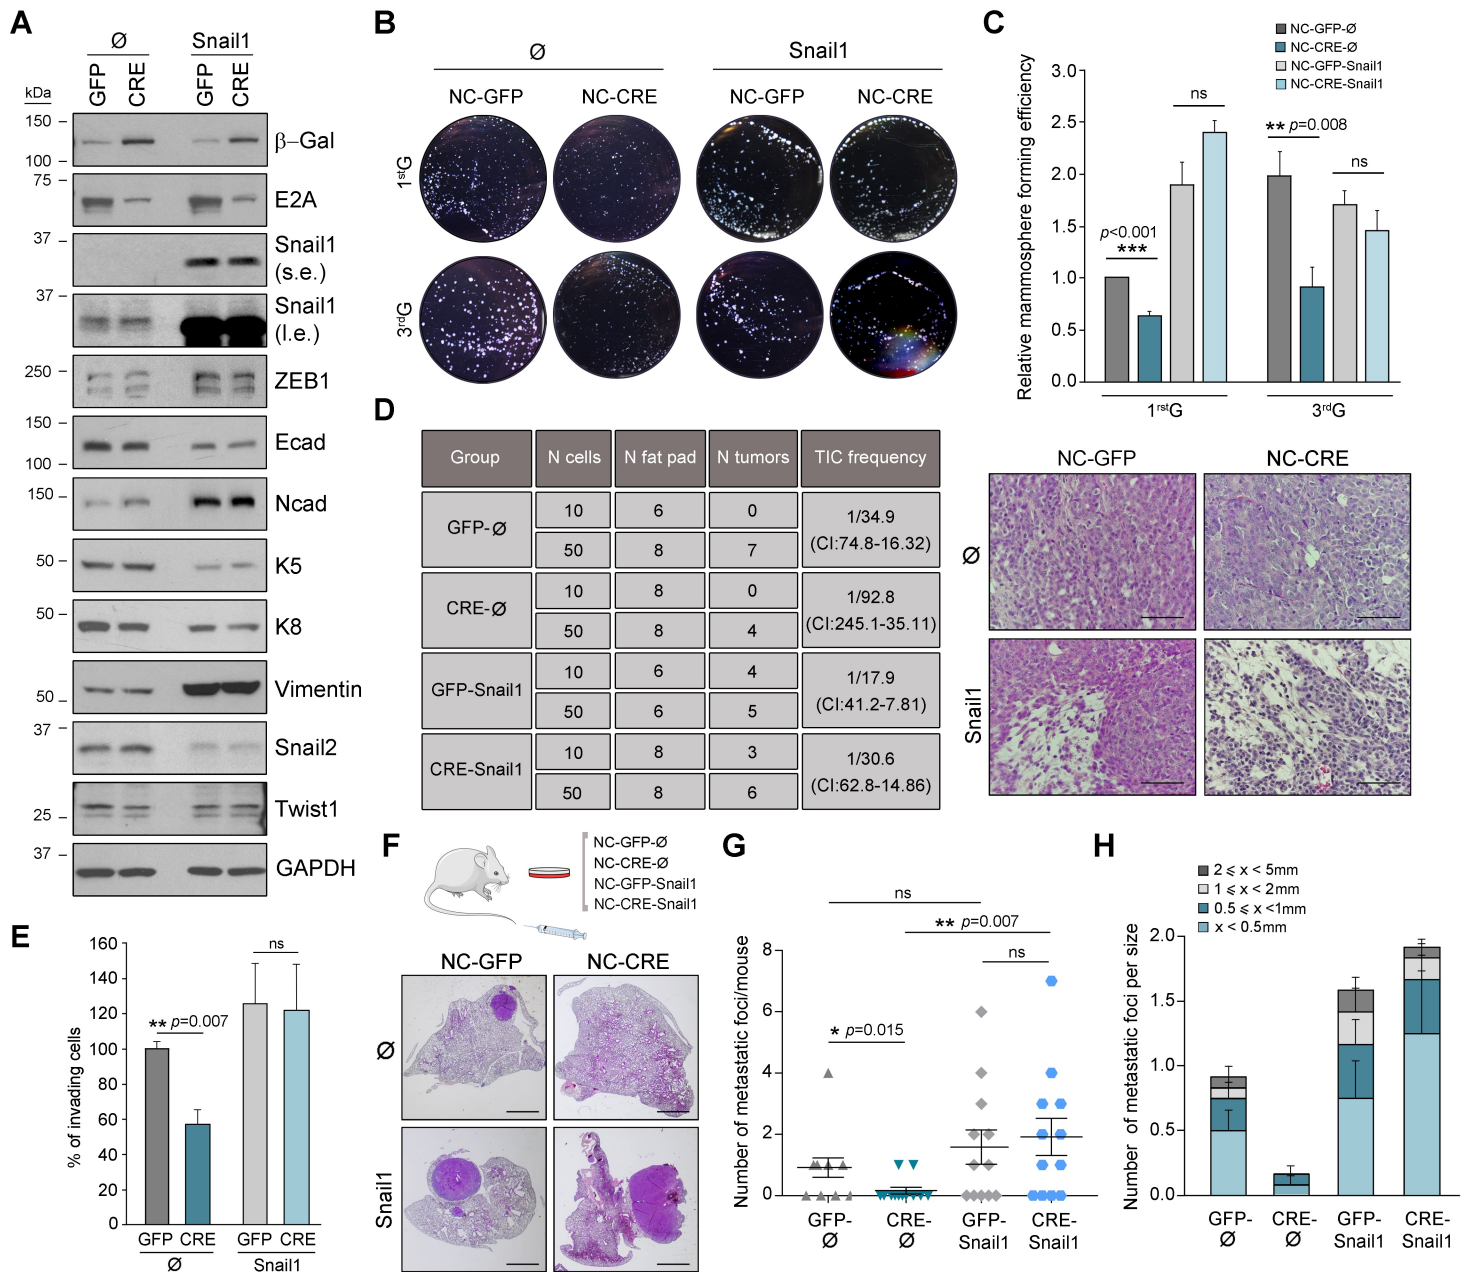 A
Ø Snail1
GFP CRE GFP CRE
kDa
150
100
β–Gal
75
E2A
37
Snail1
(s.e.)
37
Snail1
(l.e.)
250
ZEB1
150
100
Ecad
150
Ncad
50
K5
50
K8
50
Vimentin
37
Snail2
25
Twist1
37
GAPDH
B
Ø Snail1
NC-GFP NC-CRE NC-GFP NC-CRE
1stG
3rdG
C
NC-GFP-Ø
NC-CRE-Ø
NC-GFP-Snail1
NC-CRE-Snail1
Relative mammosphere forming efficiency
3.0
2.5
2.0
1.5
1.0
0.5
0.0
p<0.001
***
ns
** p=0.008
ns
1rstG 3rdG
D
Group N cells N fat pad N tumors TIC frequency
GFP-Ø
10 6 0
50 8 7
1/34.9
(CI:74.8-16.32)
CRE-Ø
10 8 0
50 8 4
1/92.8
(CI:245.1-35.11)
GFP-Snail1
10 6 4
50 6 5
1/17.9
(CI:41.2-7.81)
CRE-Snail1
10 8 3
50 8 6
1/30.6
(CI:62.8-14.86)
NC-GFP NC-CRE
Ø
Snail1
E
% of invading cells
160
140
120
100
80
60
40
20
0
** p=0.007
ns
GFP CRE GFP CRE
Ø Snail1
F
NC-GFP-Ø
NC-CRE-Ø
NC-GFP-Snail1
NC-CRE-Snail1
NC-GFP NC-CRE
Ø
Snail1
G
Number of metastatic foci/mouse
8
6
4
2
0
ns
** p=0.007
ns
* p=0.015
GFP-
Ø
CRE-
Ø
GFP-
Snail1
CRE-
Snail1
H
2 ⩽ x < 5mm
1 ⩽ x < 2mm
0.5 ⩽ x <1mm
x < 0.5mm
Number of metastatic foci per size
2.0
1.5
1.0
0.5
0.0
GFP-
Ø
CRE-
Ø
GFP-
Snail1
CRE-
Snail1